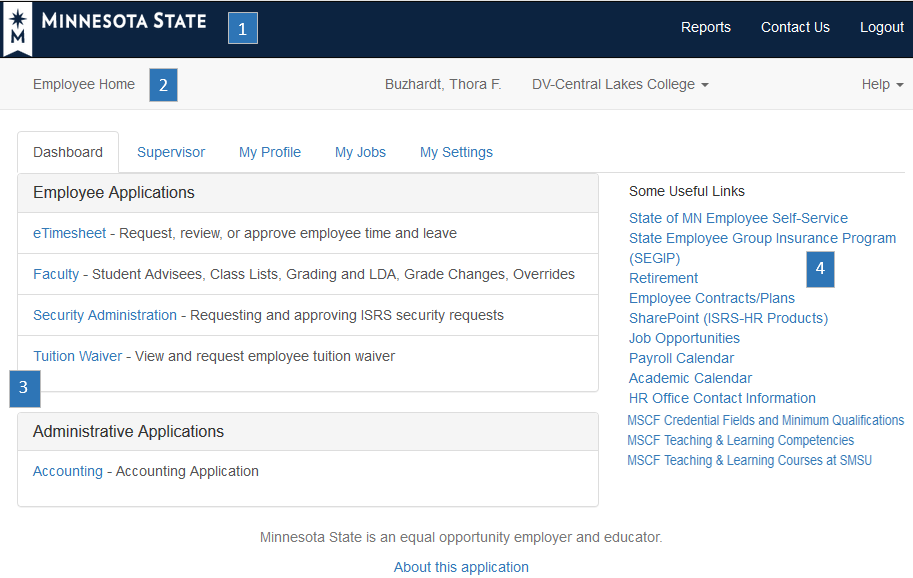 MINNESOTA STATE 1 Reports Contact Us Logout
M
Employee Home 2 Buzhardt, Thora F. DV-Central Lakes College Help
Dashboard Supervisor My Profile My Jobs My Settings
Employee Applications
eTimesheet - Request, review, or approve employee time and leave
Faculty - Student Advisees, Class Lists, Grading and LDA, Grade Changes, Overrides
Security Administration - Requesting and approving ISRS security requests
Tuition Waiver - View and request employee tuition waiver
3
Administrative Applications
Accounting - Accounting Application
Some Useful Links
State of MN Employee Self-Service
State Employee Group Insurance Program
(SEGIP)
4
Retirement
Employee Contracts/Plans
SharePoint (ISRS-HR Products)
Job Opportunities
Payroll Calendar
Academic Calendar
HR Office Contact Information
MSCF Credential Fields and Minimum Qualifications
MSCF Teaching & Learning Competencies
MSCF Teaching & Learning Courses at SMSU
Minnesota State is an equal opportunity employer and educator.
About this application